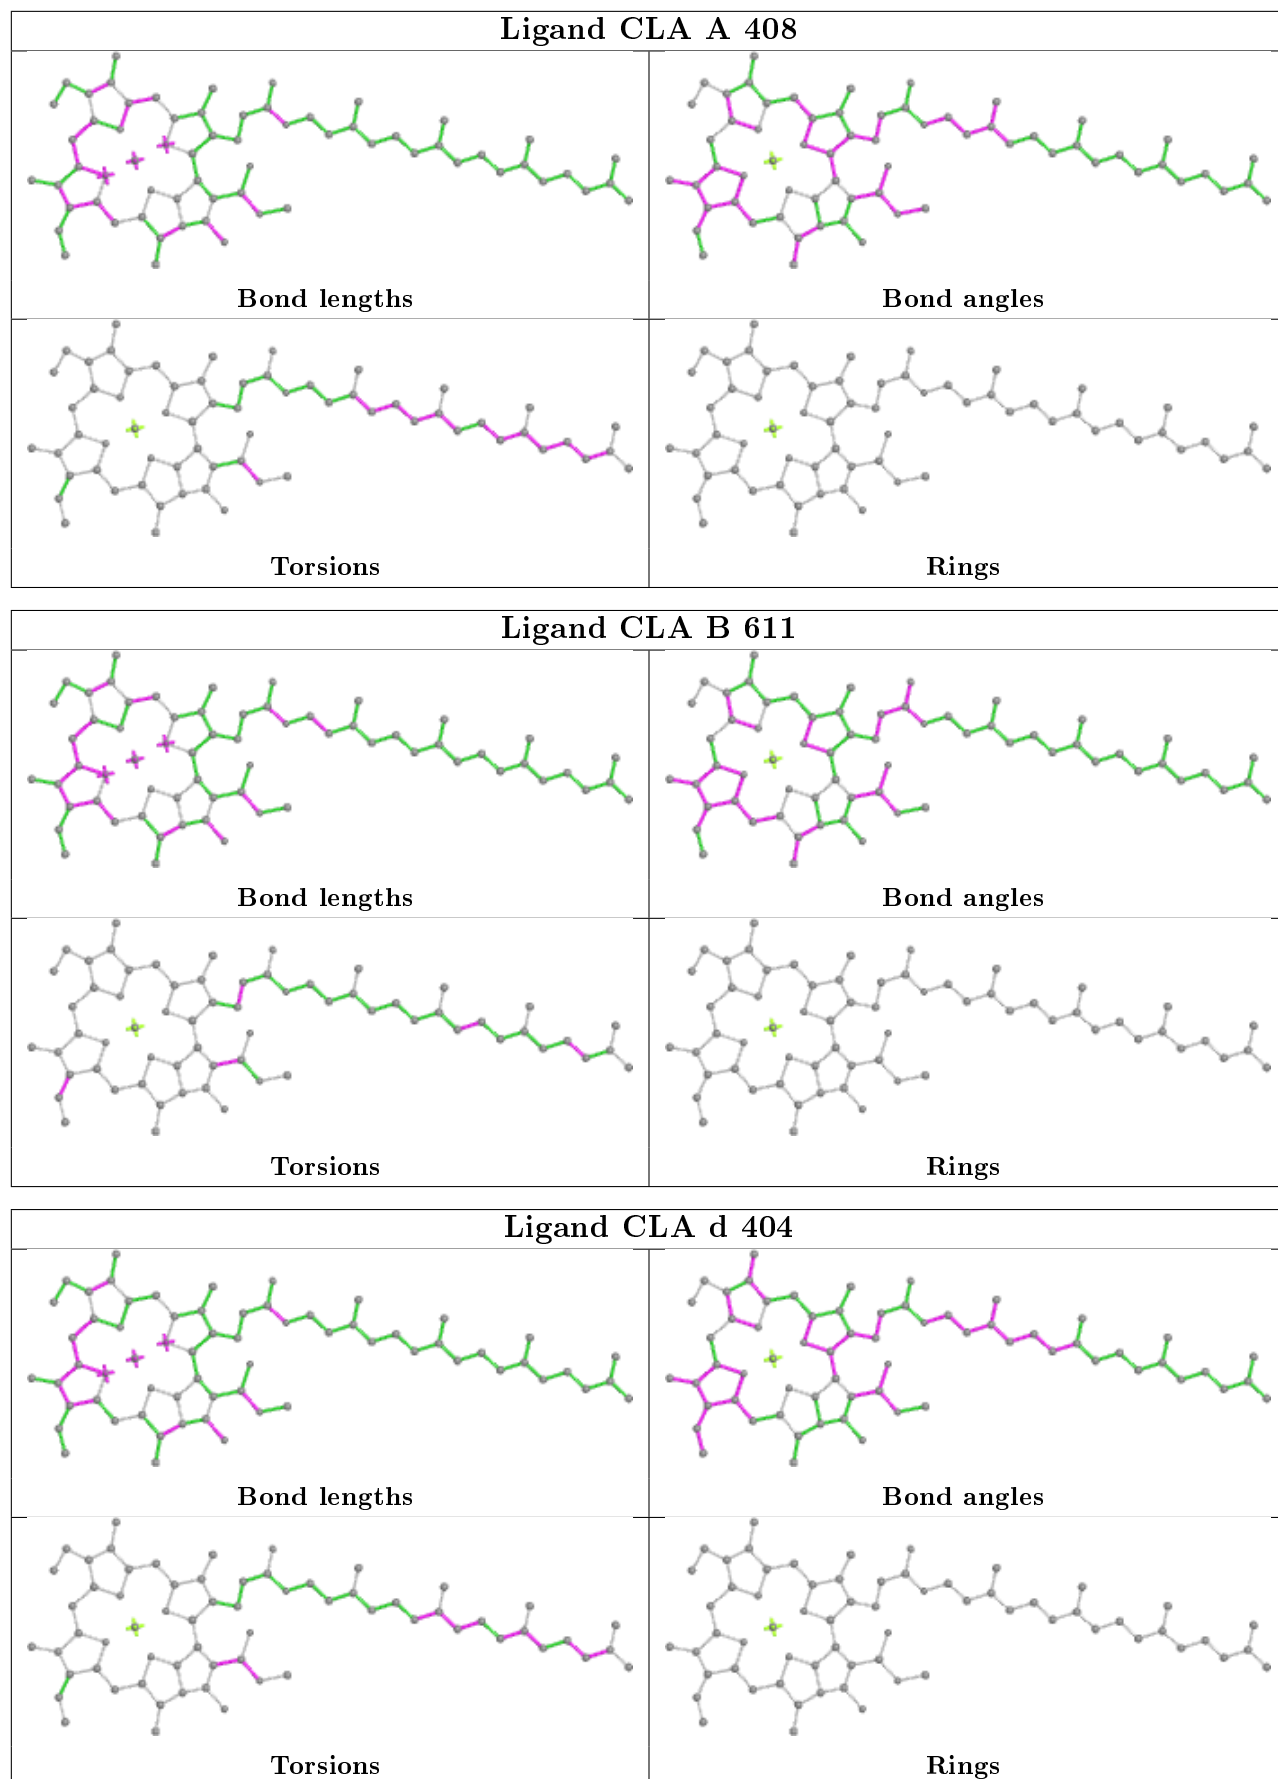 Ligand CLA A 408
Bond lengths
Bond angles
Torsions
Rings
Ligand CLA B 611
Bond lengths
Bond angles
Torsions
Rings
Ligand CLA d 404
Bond lengths
Bond angles
Torsions
Rings